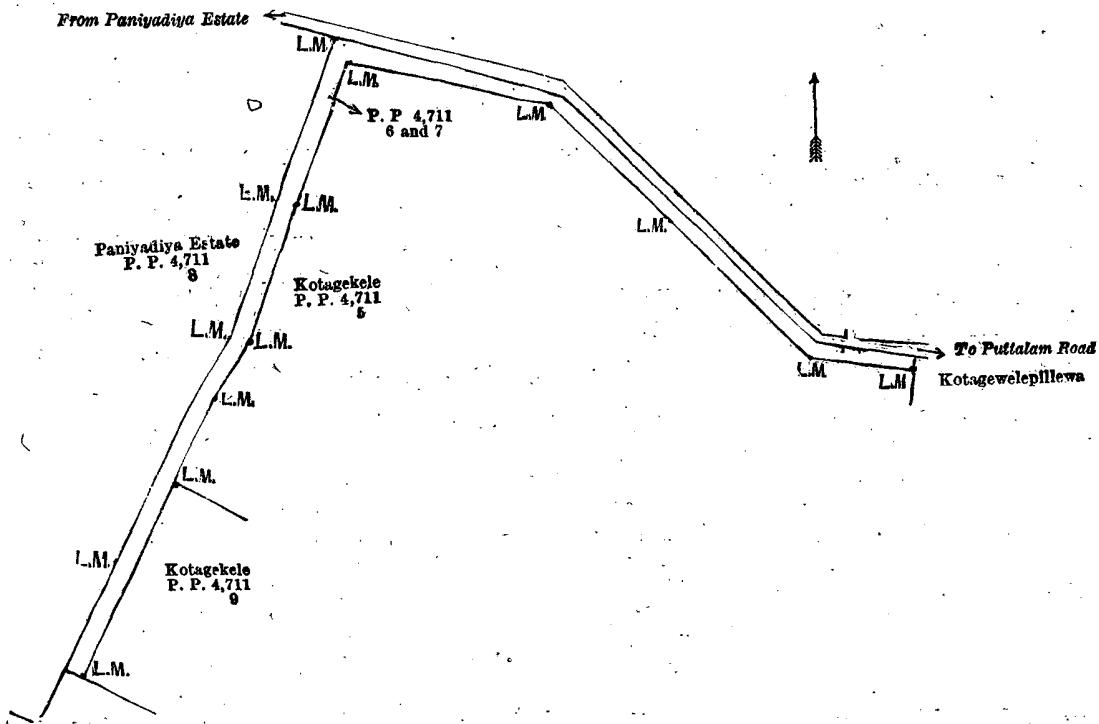 From Paniyadiya Estate
L.M.
L.M.
P. P 4,711
6 and 7
L.M.
L.M.
L.M.
L.M.
Paniyadiya Estate
P. P. 4,711
8
Kotagekele
P. P. 4,711
5
L.M.
L.M.
To Puttalam Road
L.M.
L.M
Kotagewelepillewa
L.M.
L.M.
L.M.
Kotagekele
P. P. 4,711
9
L.M.